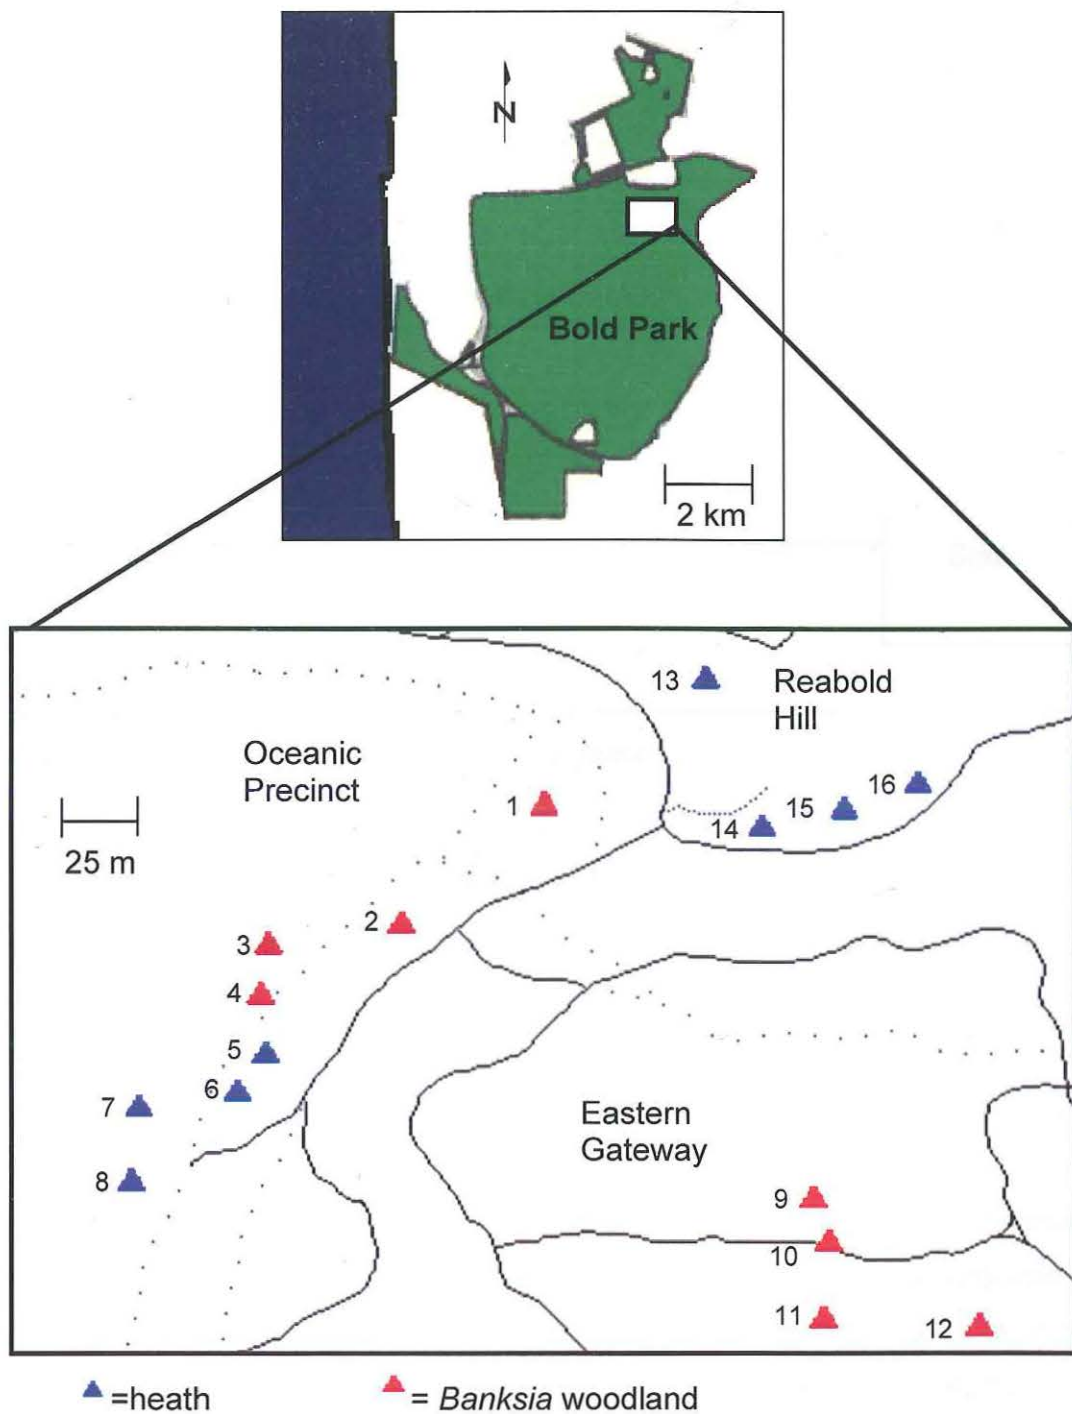 N
Bold Park
2 km
13
Reabold
Hill
Oceanic
Precinct
16
15
1
14
25 m
2
3
4
5
6
7
Eastern
Gateway
8
9
10
11
12
=heath
= Banksia woodland